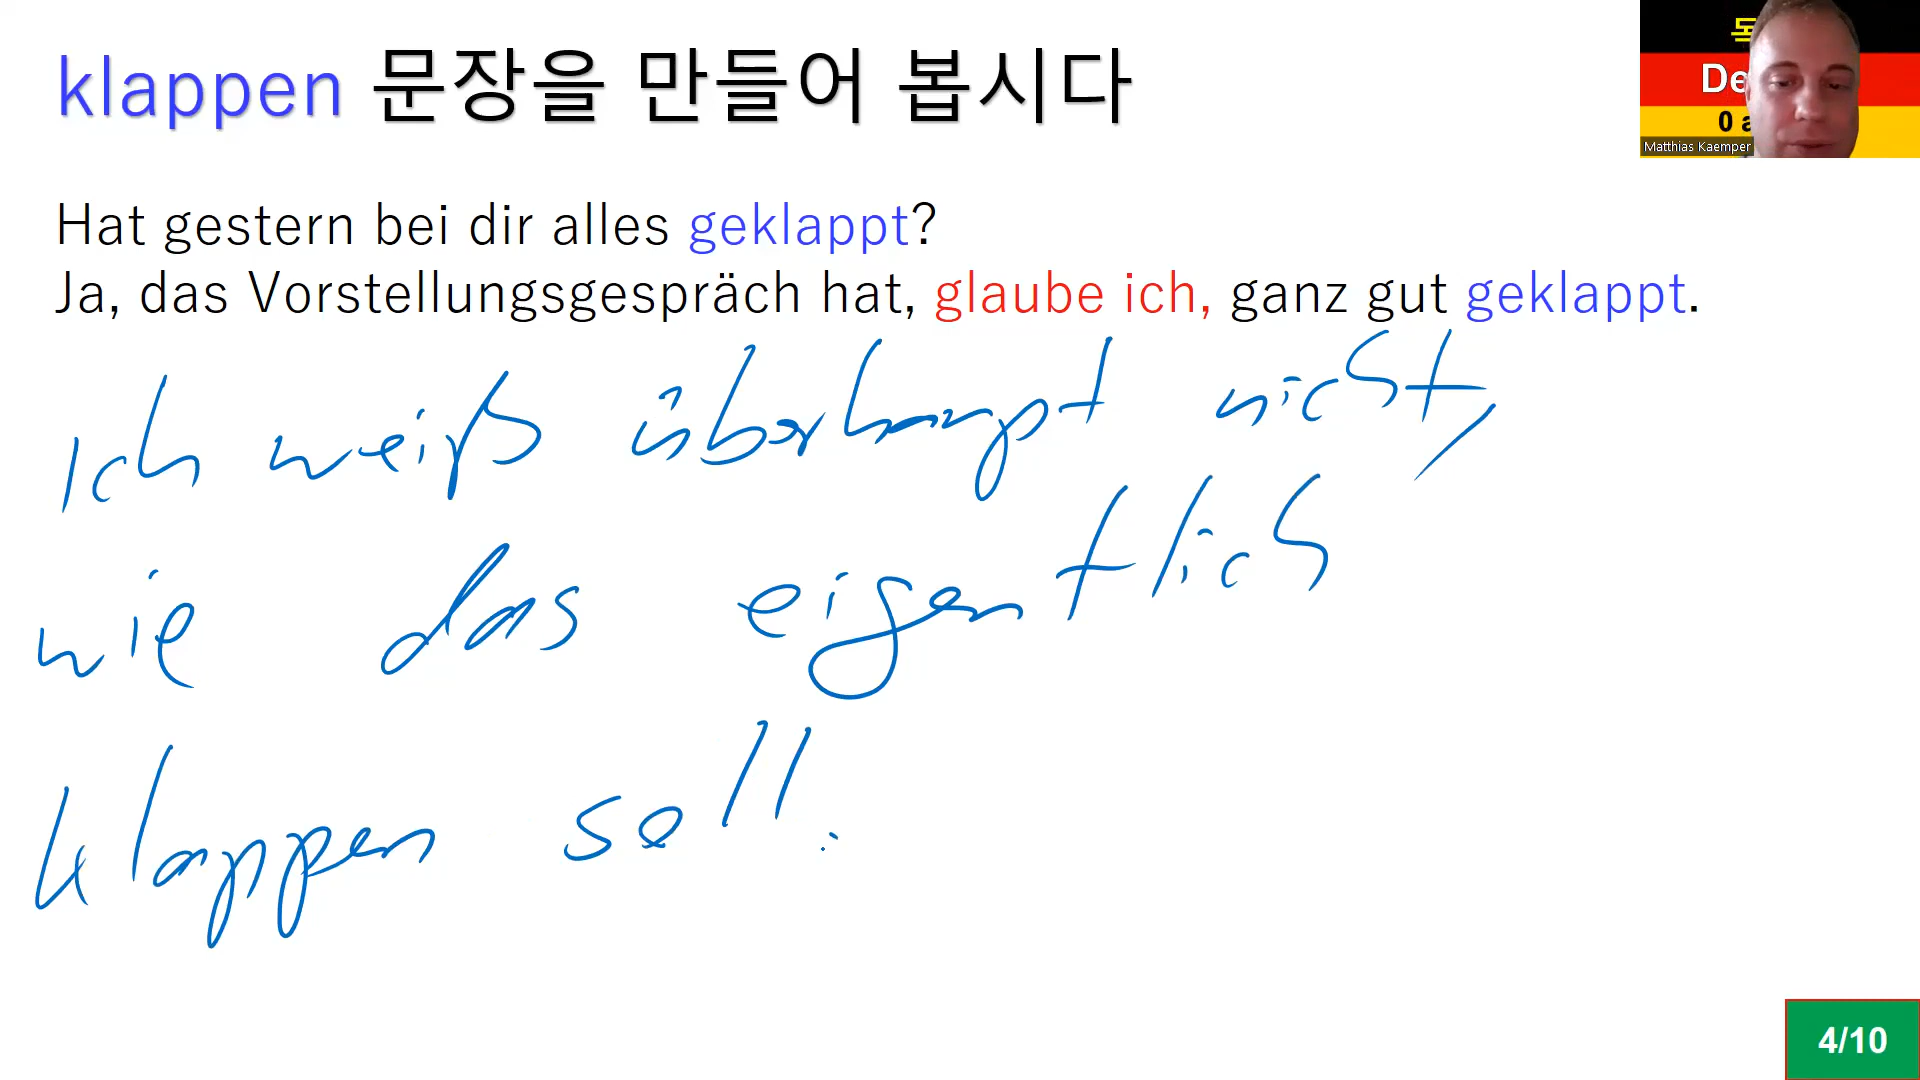 klappen 문장을 만들어 봅시다
Hat gestern bei dir alles geklappt?
Ja, das Vorstellungsgespräch hat, glaube ich, ganz gut geklappt.
Ich weiß überhaupt nicht,
wie das eigentlich
klappen soll.
De
0 a
Matthias Kaemper
4/10